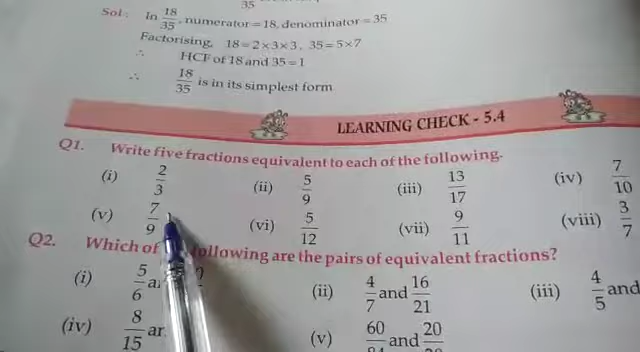 35
Sol.: In 18/35, numerator = 18, denominator = 35
Factorising, 18 = 2 × 3 × 3, 35 = 5 × 7
∴ HCF of 18 and 35 = 1
∴ 18/35 is in its simplest form
LEARNING CHECK - 5.4
Q1. Write five fractions equivalent to each of the following.
(i) 2/3 (ii) 5/9 (iii) 13/17 (iv) 7/10
(v) 7/9 (vi) 5/12 (vii) 9/11 (viii) 3/7
Q2. Which of following are the pairs of equivalent fractions?
(i) 5/6 (ii) 4/7 and 16/21 (iii) 4/5 and
(iv) 8/15 (v) 60/84 and 20/